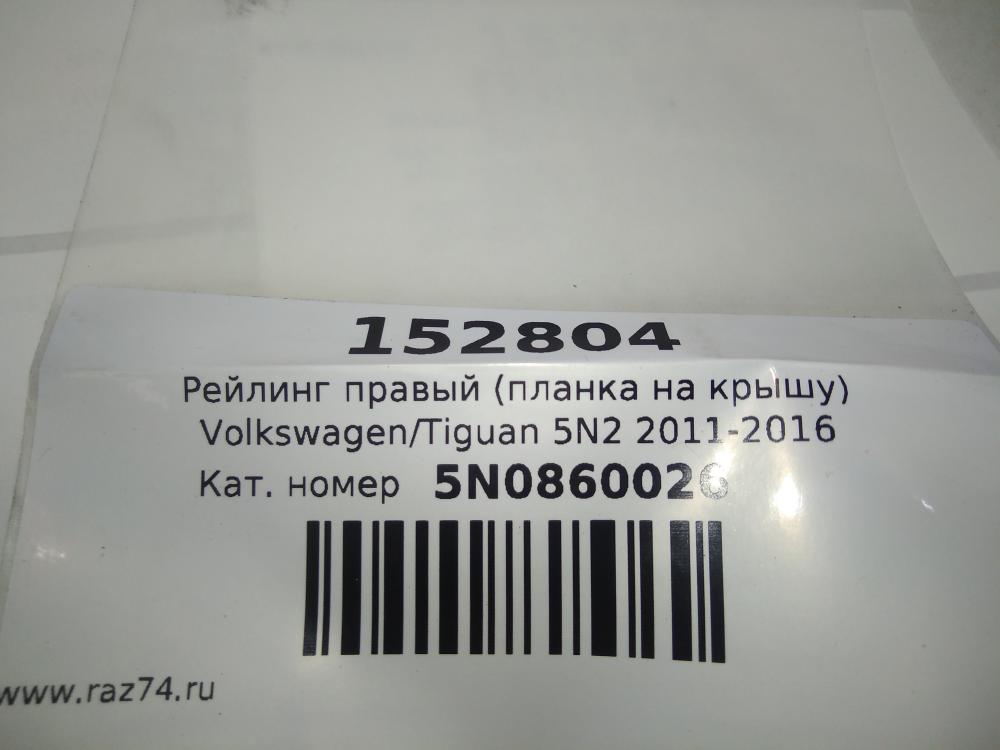 152804
Рейлинг правый (планка на крышу)
Volkswagen/Tiguan 5N2 2011-2016
Кат. номер 5N0860026
www.raz74.ru